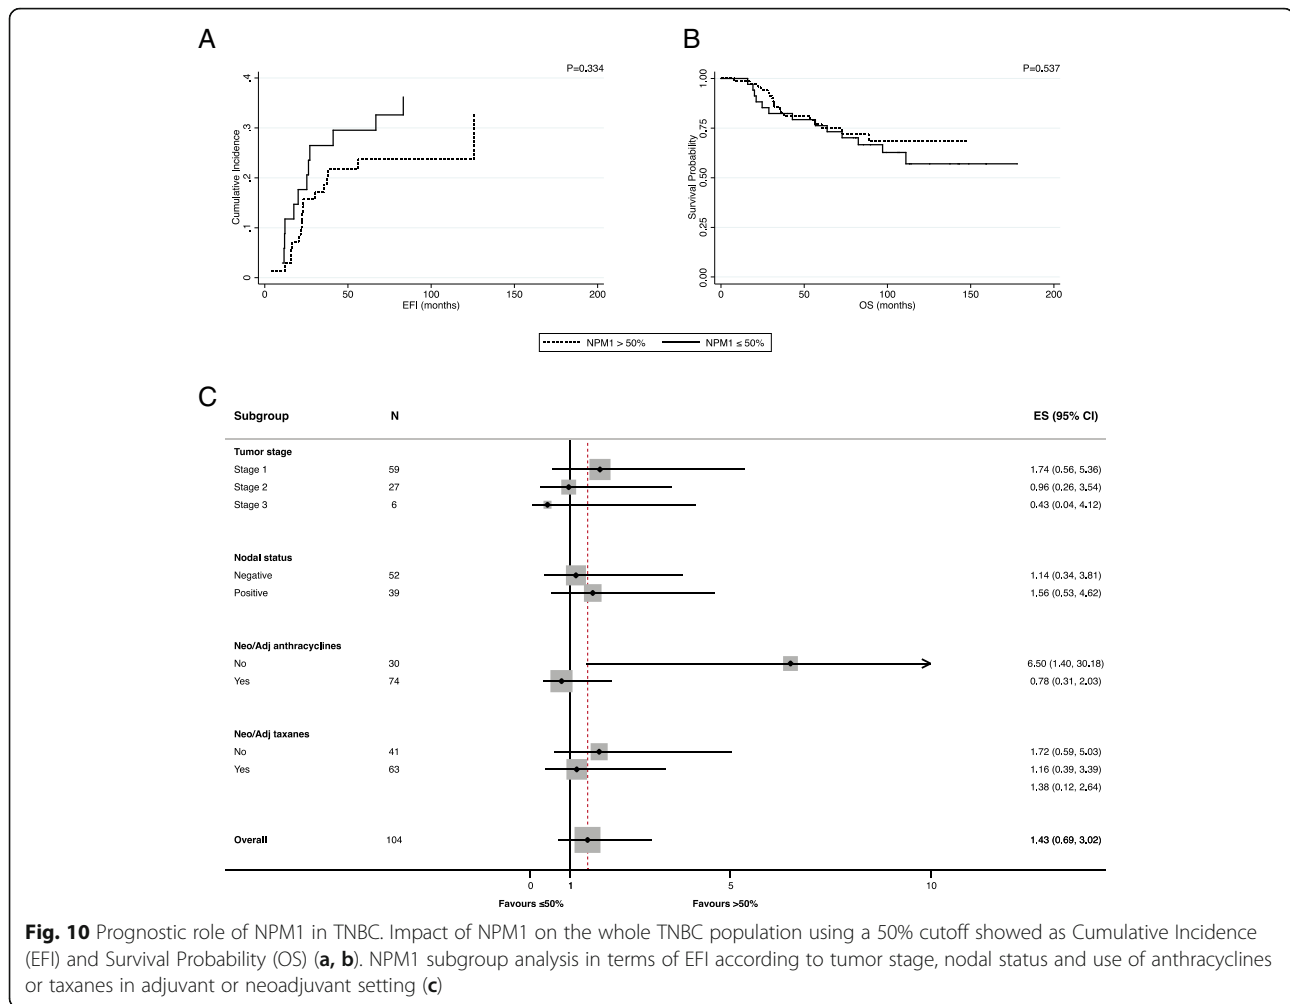 A
P=0.334
Cumulative Incidence
.4
.3
.2
.1
0
0 50 100 150 200
EFI (months)
B
P=0.537
Survival Probability
1.00
0.75
0.50
0.25
0.00
0 50 100 150 200
OS (months)
NPM1 > 50% NPM1 ≤ 50%
C
Subgroup N ES (95% CI)
Tumor stage
Stage 1 59 1.74 (0.56, 5.36)
Stage 2 27 0.96 (0.26, 3.54)
Stage 3 6 0.43 (0.04, 4.12)
Nodal status
Negative 52 1.14 (0.34, 3.81)
Positive 39 1.56 (0.53, 4.62)
Neo/Adj anthracyclines
No 30 6.50 (1.40, 30.18)
Yes 74 0.78 (0.31, 2.03)
Neo/Adj taxanes
No 41 1.72 (0.59, 5.03)
Yes 63 1.16 (0.39, 3.39)
1.38 (0.12, 2.64)
Overall 104 1.43 (0.69, 3.02)
0 1 5 10
Favours ≤50% Favours >50%
Fig. 10 Prognostic role of NPM1 in TNBC. Impact of NPM1 on the whole TNBC population using a 50% cutoff showed as Cumulative Incidence
(EFI) and Survival Probability (OS) (a, b). NPM1 subgroup analysis in terms of EFI according to tumor stage, nodal status and use of anthracyclines
or taxanes in adjuvant or neoadjuvant setting (c)